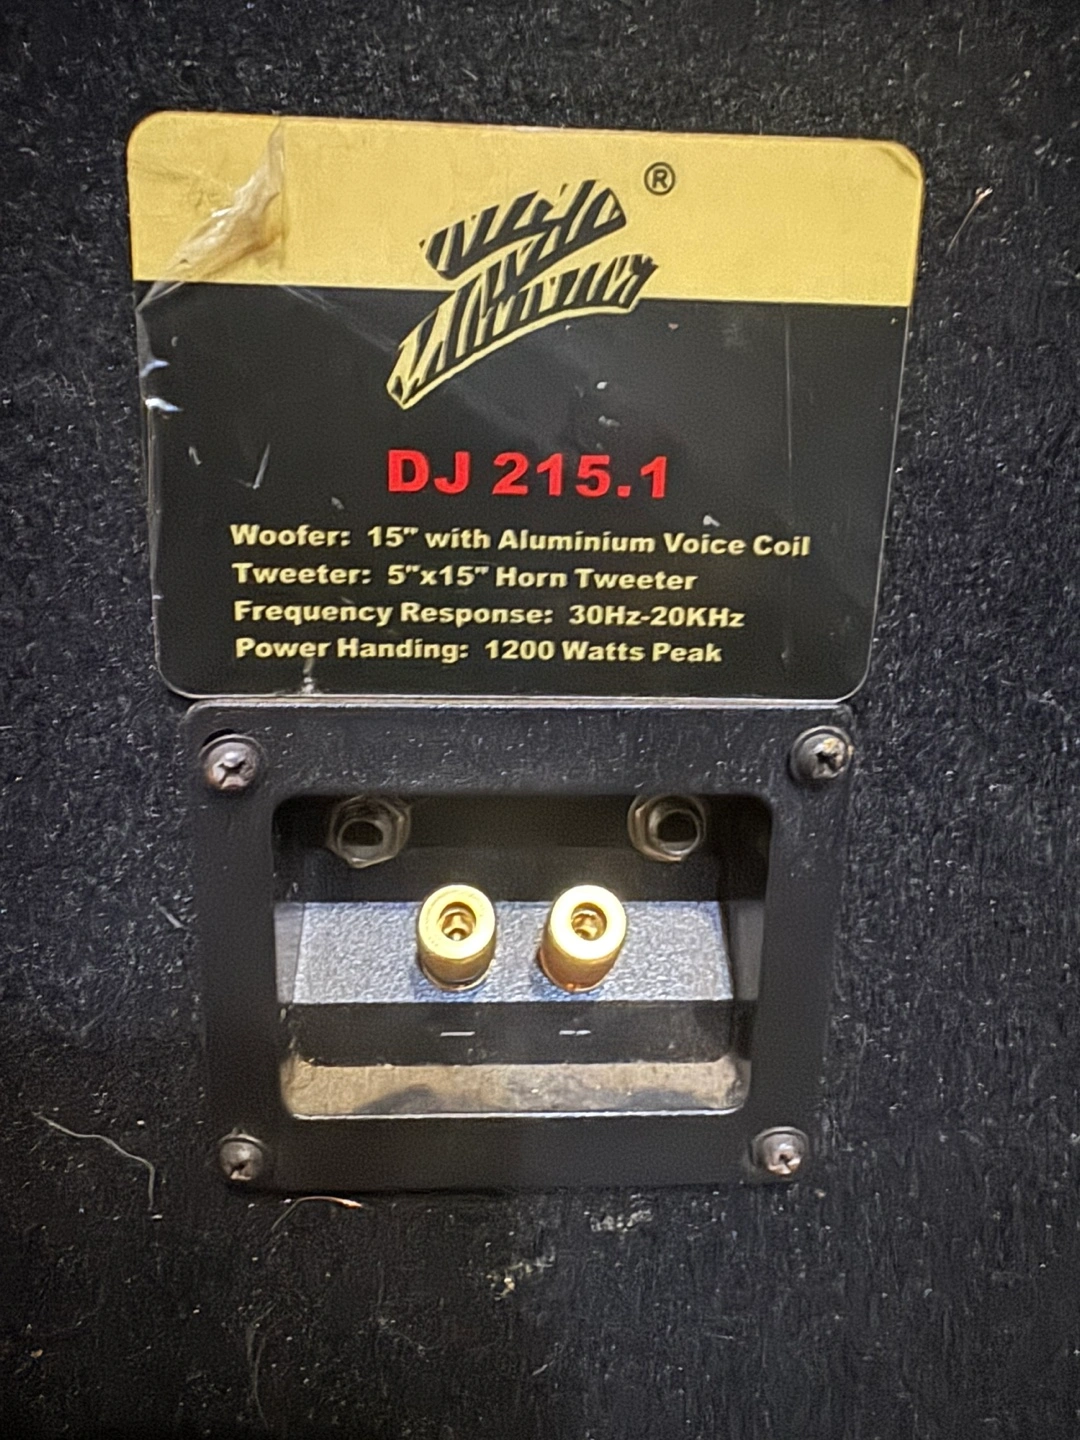 ®
DJ 215.1
Woofer: 15" with Aluminium Voice Coil
Tweeter: 5"x15" Horn Tweeter
Frequency Response: 30Hz-20KHz
Power Handing: 1200 Watts Peak